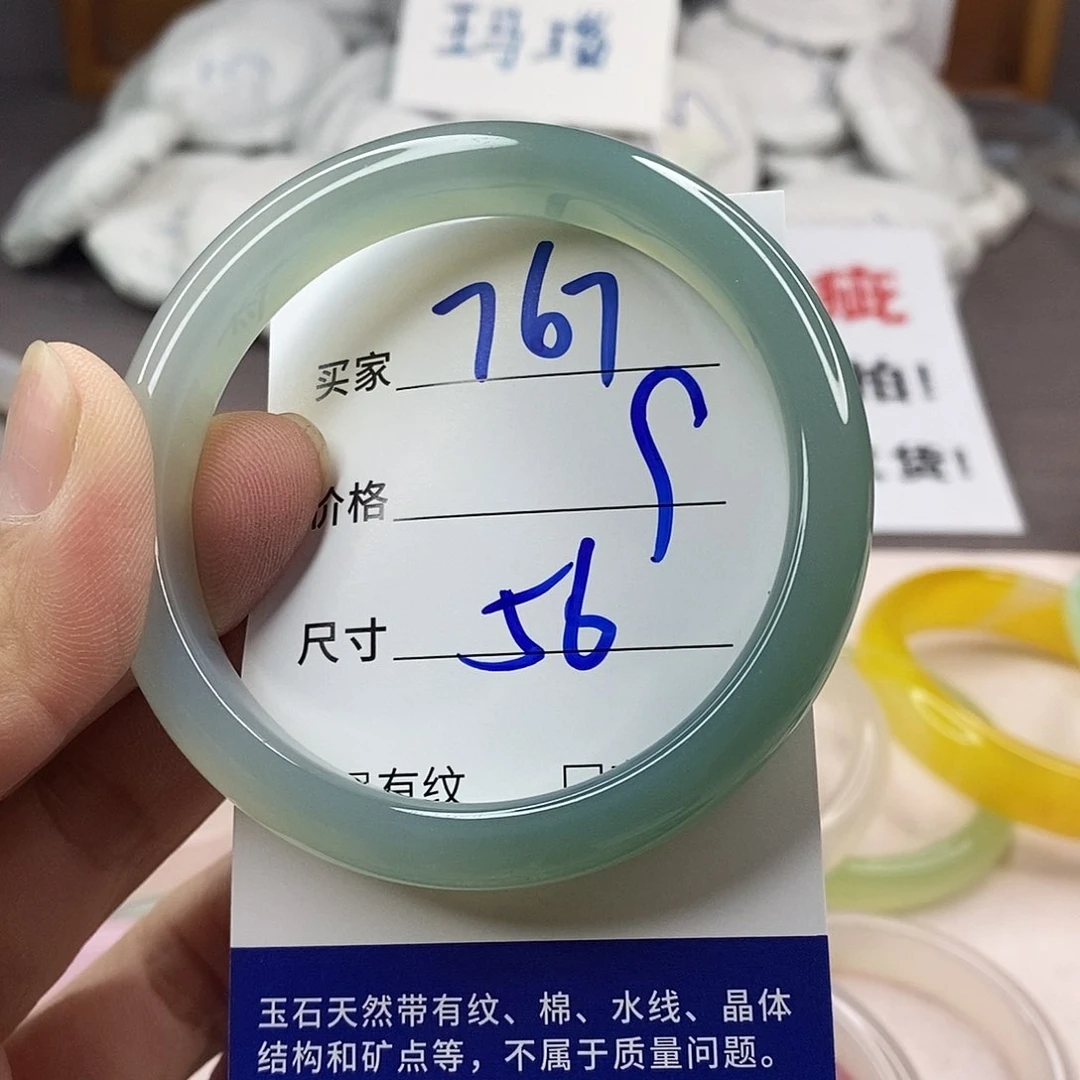 玛瑙
疵
拍！
货！
买家 767
价格
尺寸 56
有纹 □
玉石天然带有纹、棉、水线、晶体
结构和矿点等，不属于质量问题。